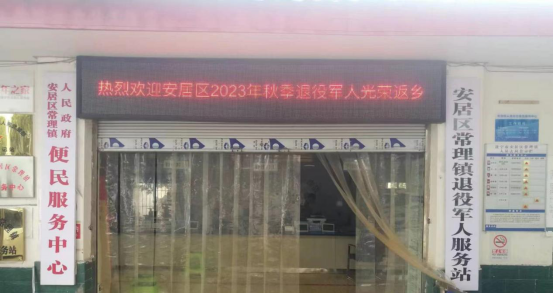 热烈欢迎安居区2023年秋季退役军人光荣返乡
安居区常理镇
人民政府
便民服务中心
安居区常理镇退役军人服务站